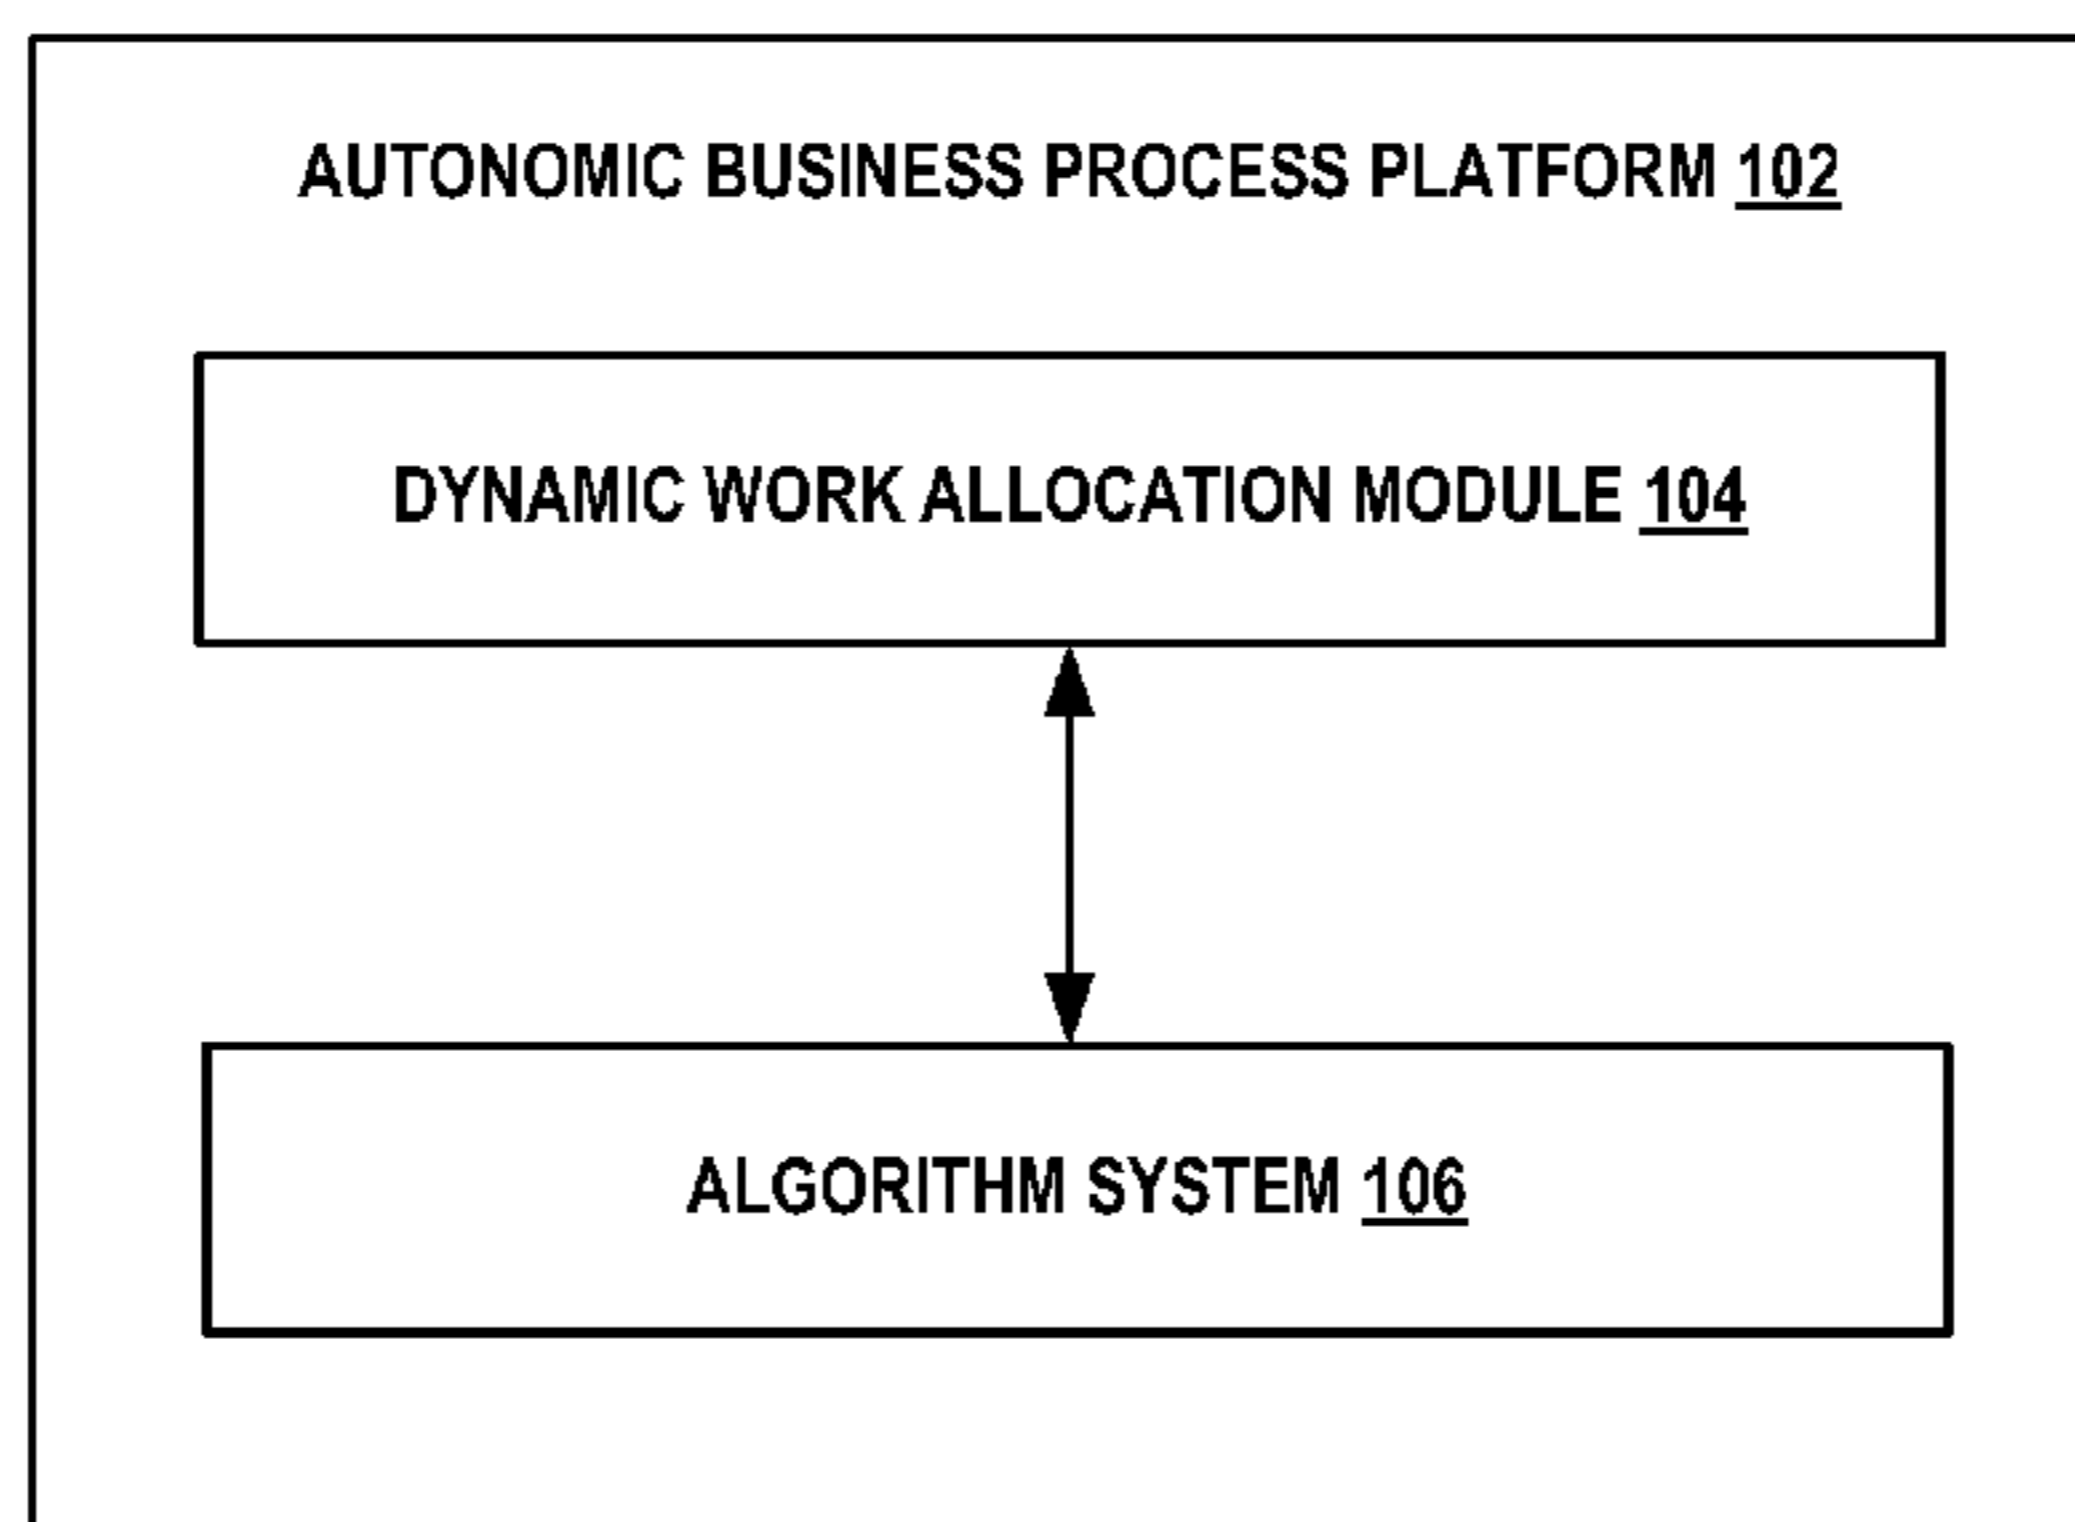 AUTONOMIC BUSINESS PROCESS PLATFORM 102
DYNAMIC WORK ALLOCATION MODULE 104
ALGORITHM SYSTEM 106